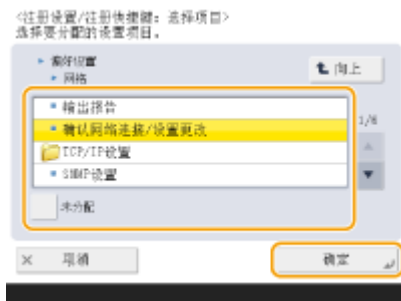 <注册设置/注册快捷键: 选择项目>
选择要分配的设置项目。
偏好设置
网络
向上
输出报告
确认网络连接/设置更改
1/6
TCP/IP设置
SNMP设置
未分配
取消
确定